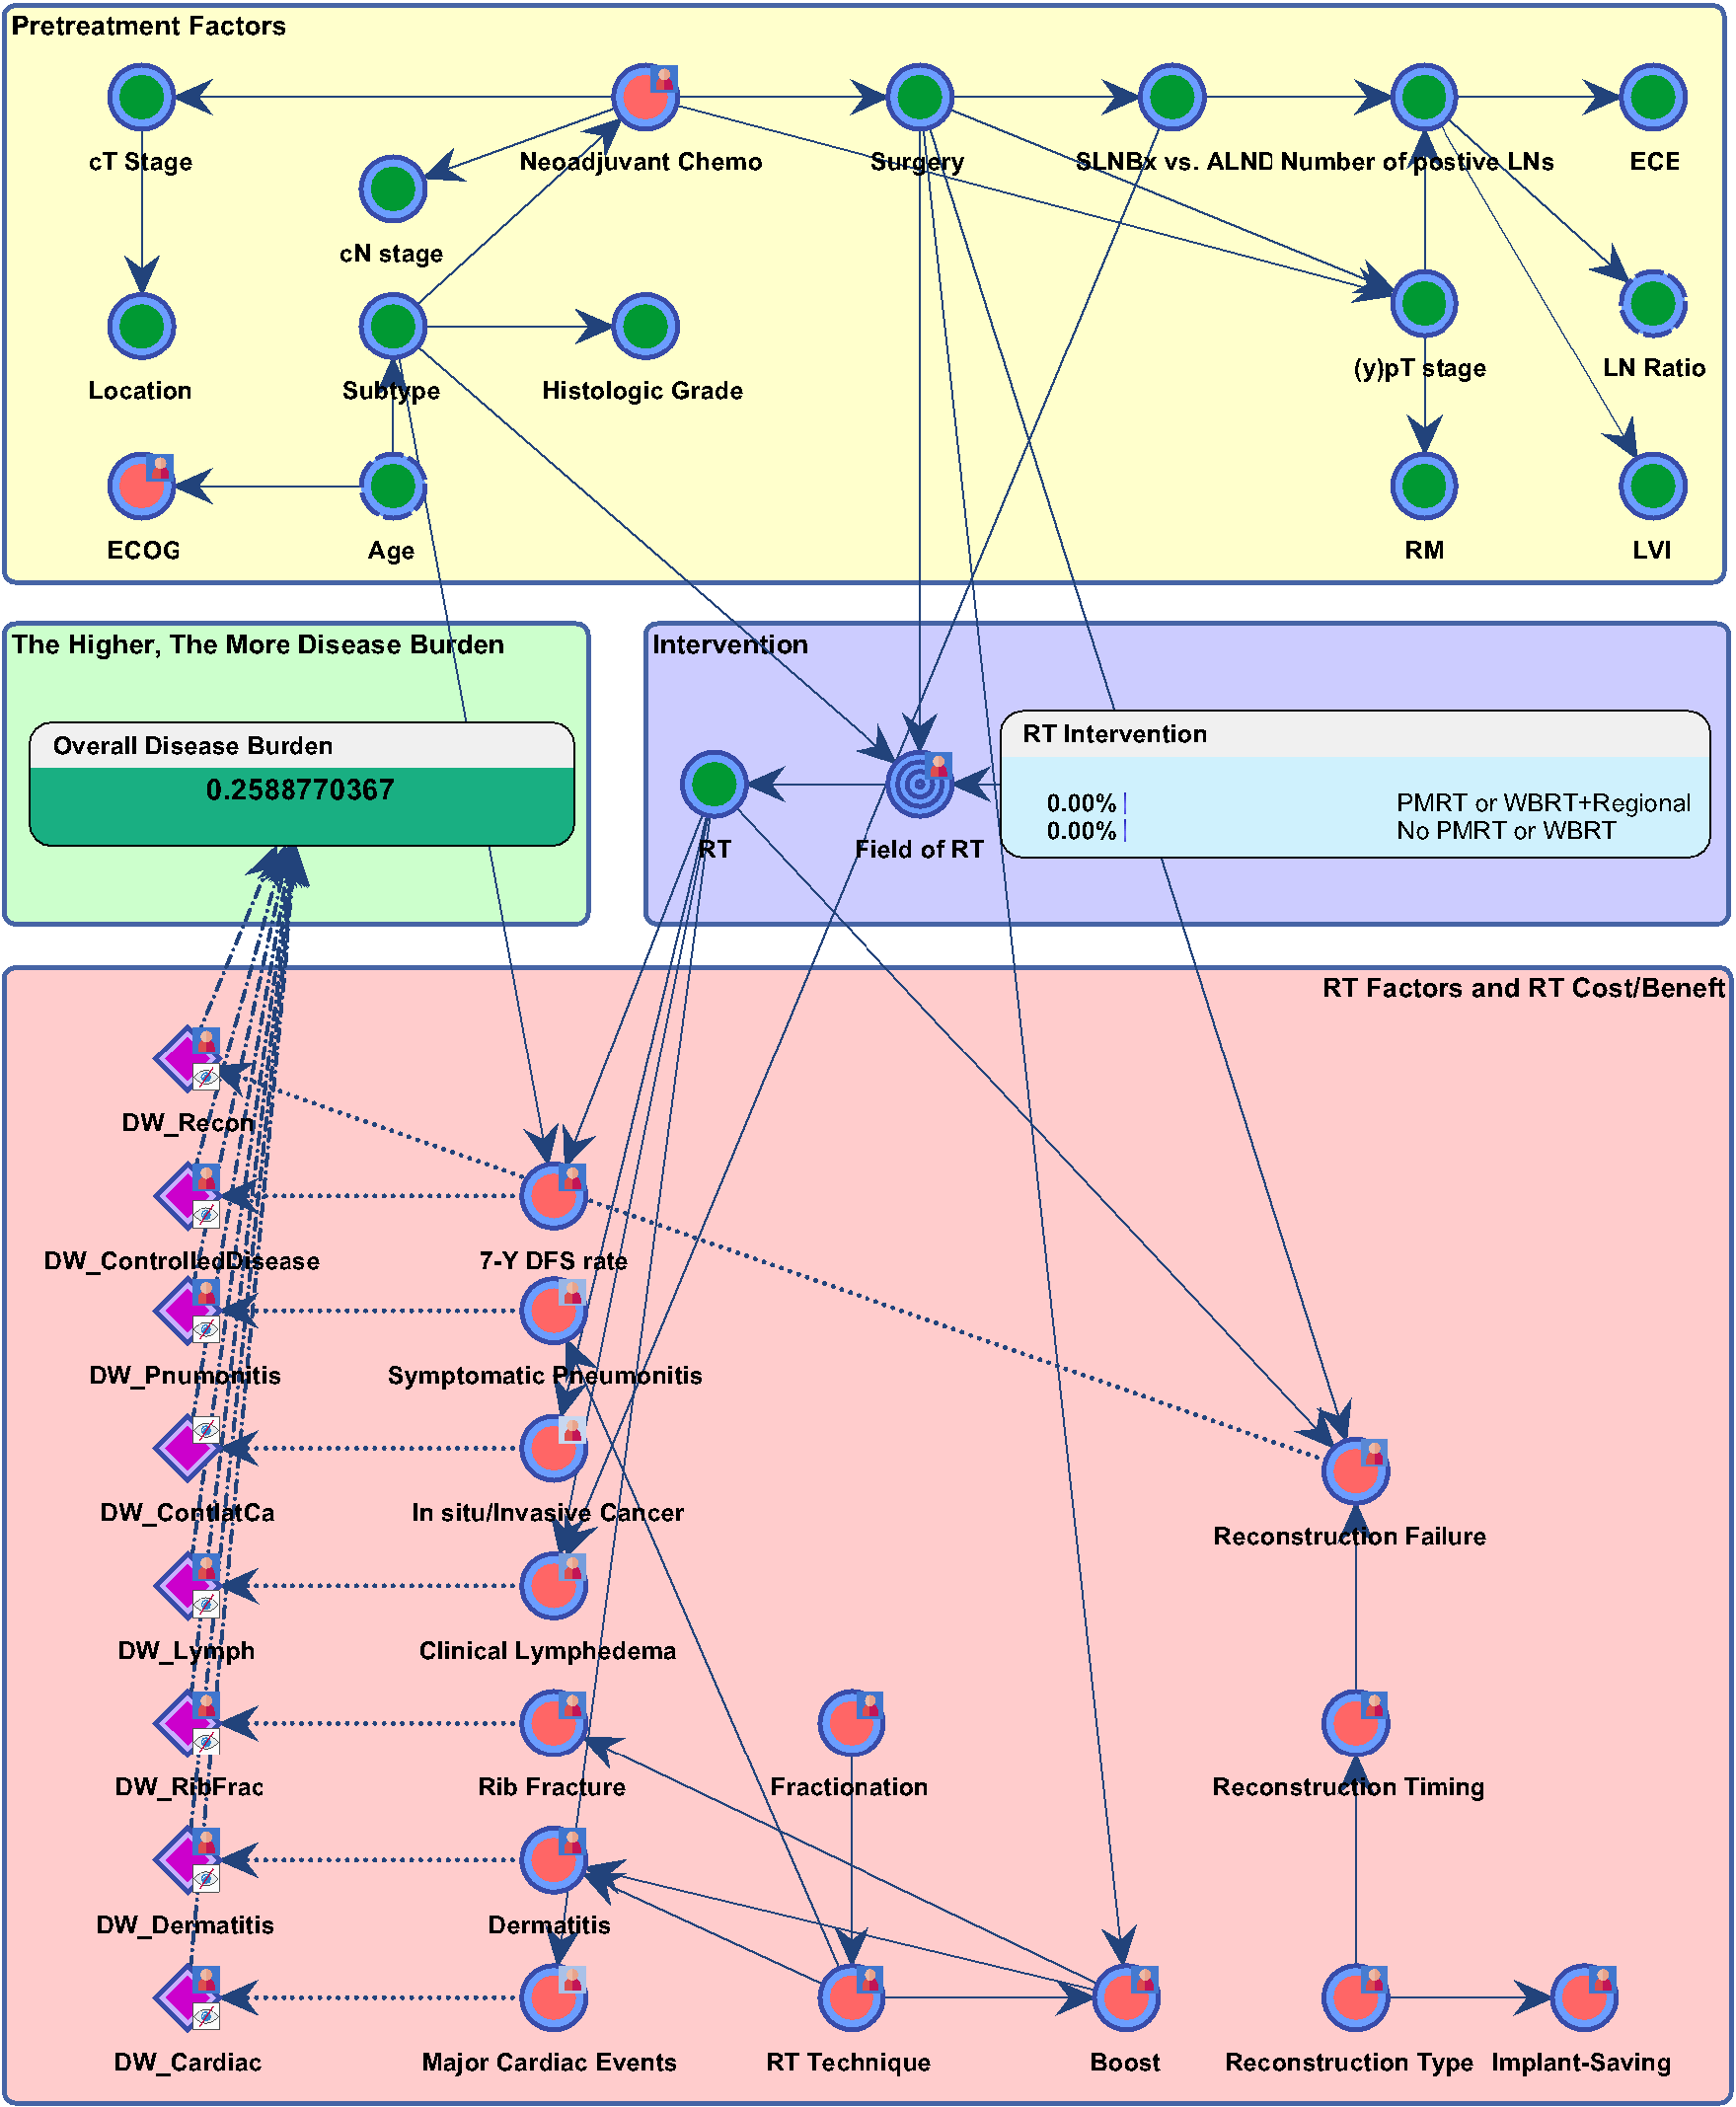 Pretreatment Factors
cT Stage
Neoadjuvant Chemo
Surgery
SLNBx vs. ALND
Number of postive LNs
ECE
cN stage
Location
Subtype
Histologic Grade
(y)pT stage
LN Ratio
ECOG
Age
RM
LVI
The Higher, The More Disease Burden
Overall Disease Burden
0.2588770367
Intervention
RT
Field of RT
RT Intervention
0.00% PMRT or WBRT+Regional
0.00% No PMRT or WBRT
RT Factors and RT Cost/Beneft
DW_Recon
DW_ControlledDisease
7-Y DFS rate
DW_Pnumonitis
Symptomatic Pneumonitis
DW_ContlatCa
In situ/Invasive Cancer
Reconstruction Failure
DW_Lymph
Clinical Lymphedema
DW_RibFrac
Rib Fracture
Fractionation
Reconstruction Timing
DW_Dermatitis
Dermatitis
DW_Cardiac
Major Cardiac Events
RT Technique
Boost
Reconstruction Type
Implant-Saving